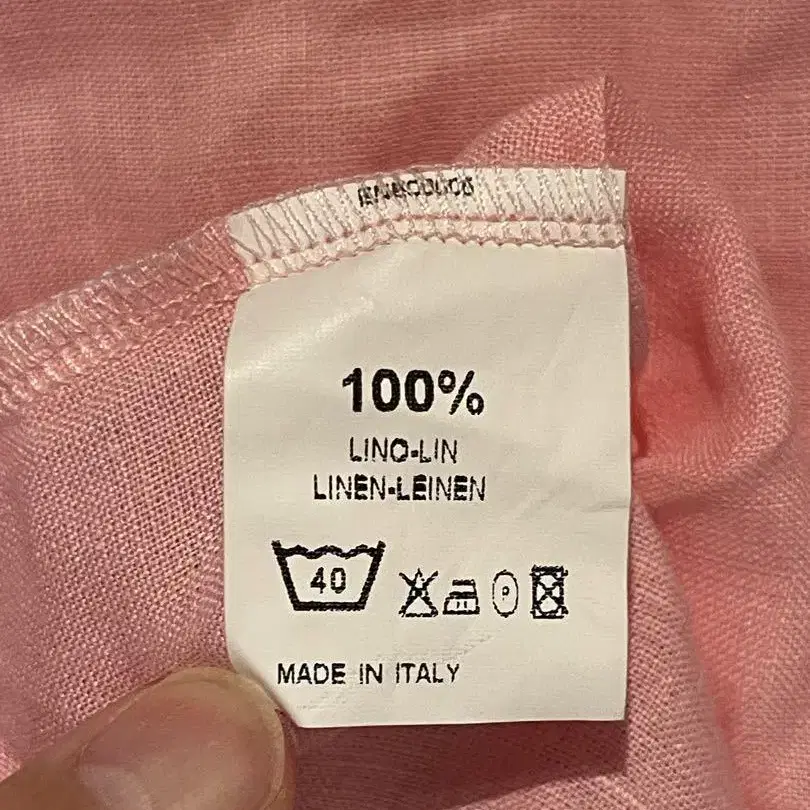 100%
LINO-LIN
LINEN-LEINEN
40
P
MADE IN ITALY